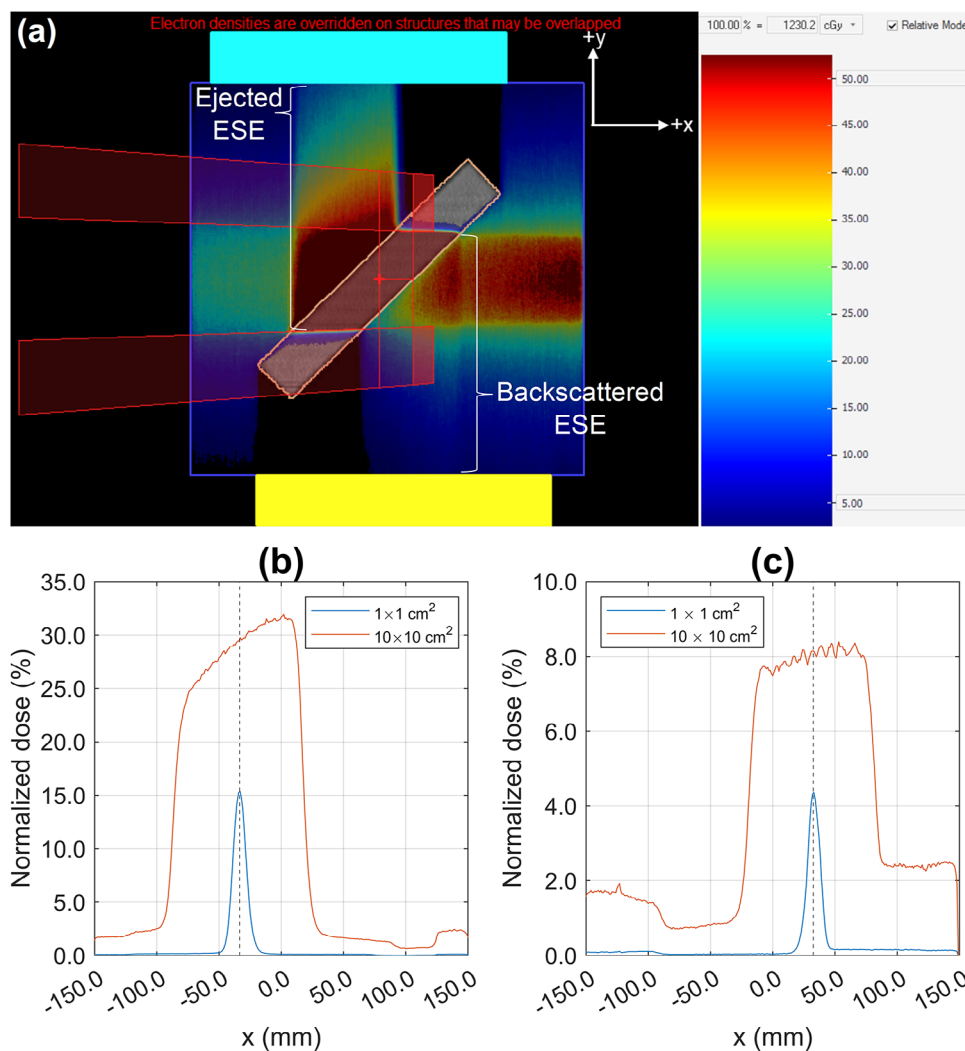 (a)
Electron densities are overridden on structures that may be overlapped
100.00 % = 1230.2 cGy Relative Mode
+y
+x
Ejected
ESE
Backscattered
ESE
50.00
45.00
40.00
35.00
30.00
25.00
20.00
15.00
10.00
5.00
(b)
35.0
30.0
25.0
20.0
15.0
10.0
5.0
0.0
Normalized dose (%)
1×1 cm²
10×10 cm²
-150.0
-100.0
-50.0
0.0
50.0
100.0
150.0
x (mm)
(c)
10.0
8.0
6.0
4.0
2.0
0.0
Normalized dose (%)
1 × 1 cm²
10 × 10 cm²
-150.0
-100.0
-50.0
0.0
50.0
100.0
150.0
x (mm)